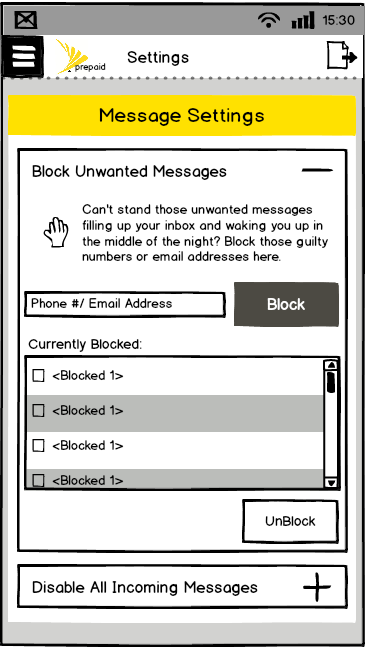 15:30
prepaid
Settings
Message Settings
Block Unwanted Messages
Can't stand those unwanted messages
filling up your inbox and waking you up in
the middle of the night? Block those guilty
numbers or email addresses here.
Phone #/ Email Address
Block
Currently Blocked:
<Blocked 1>
<Blocked 1>
<Blocked 1>
<Blocked 1>
UnBlock
Disable All Incoming Messages